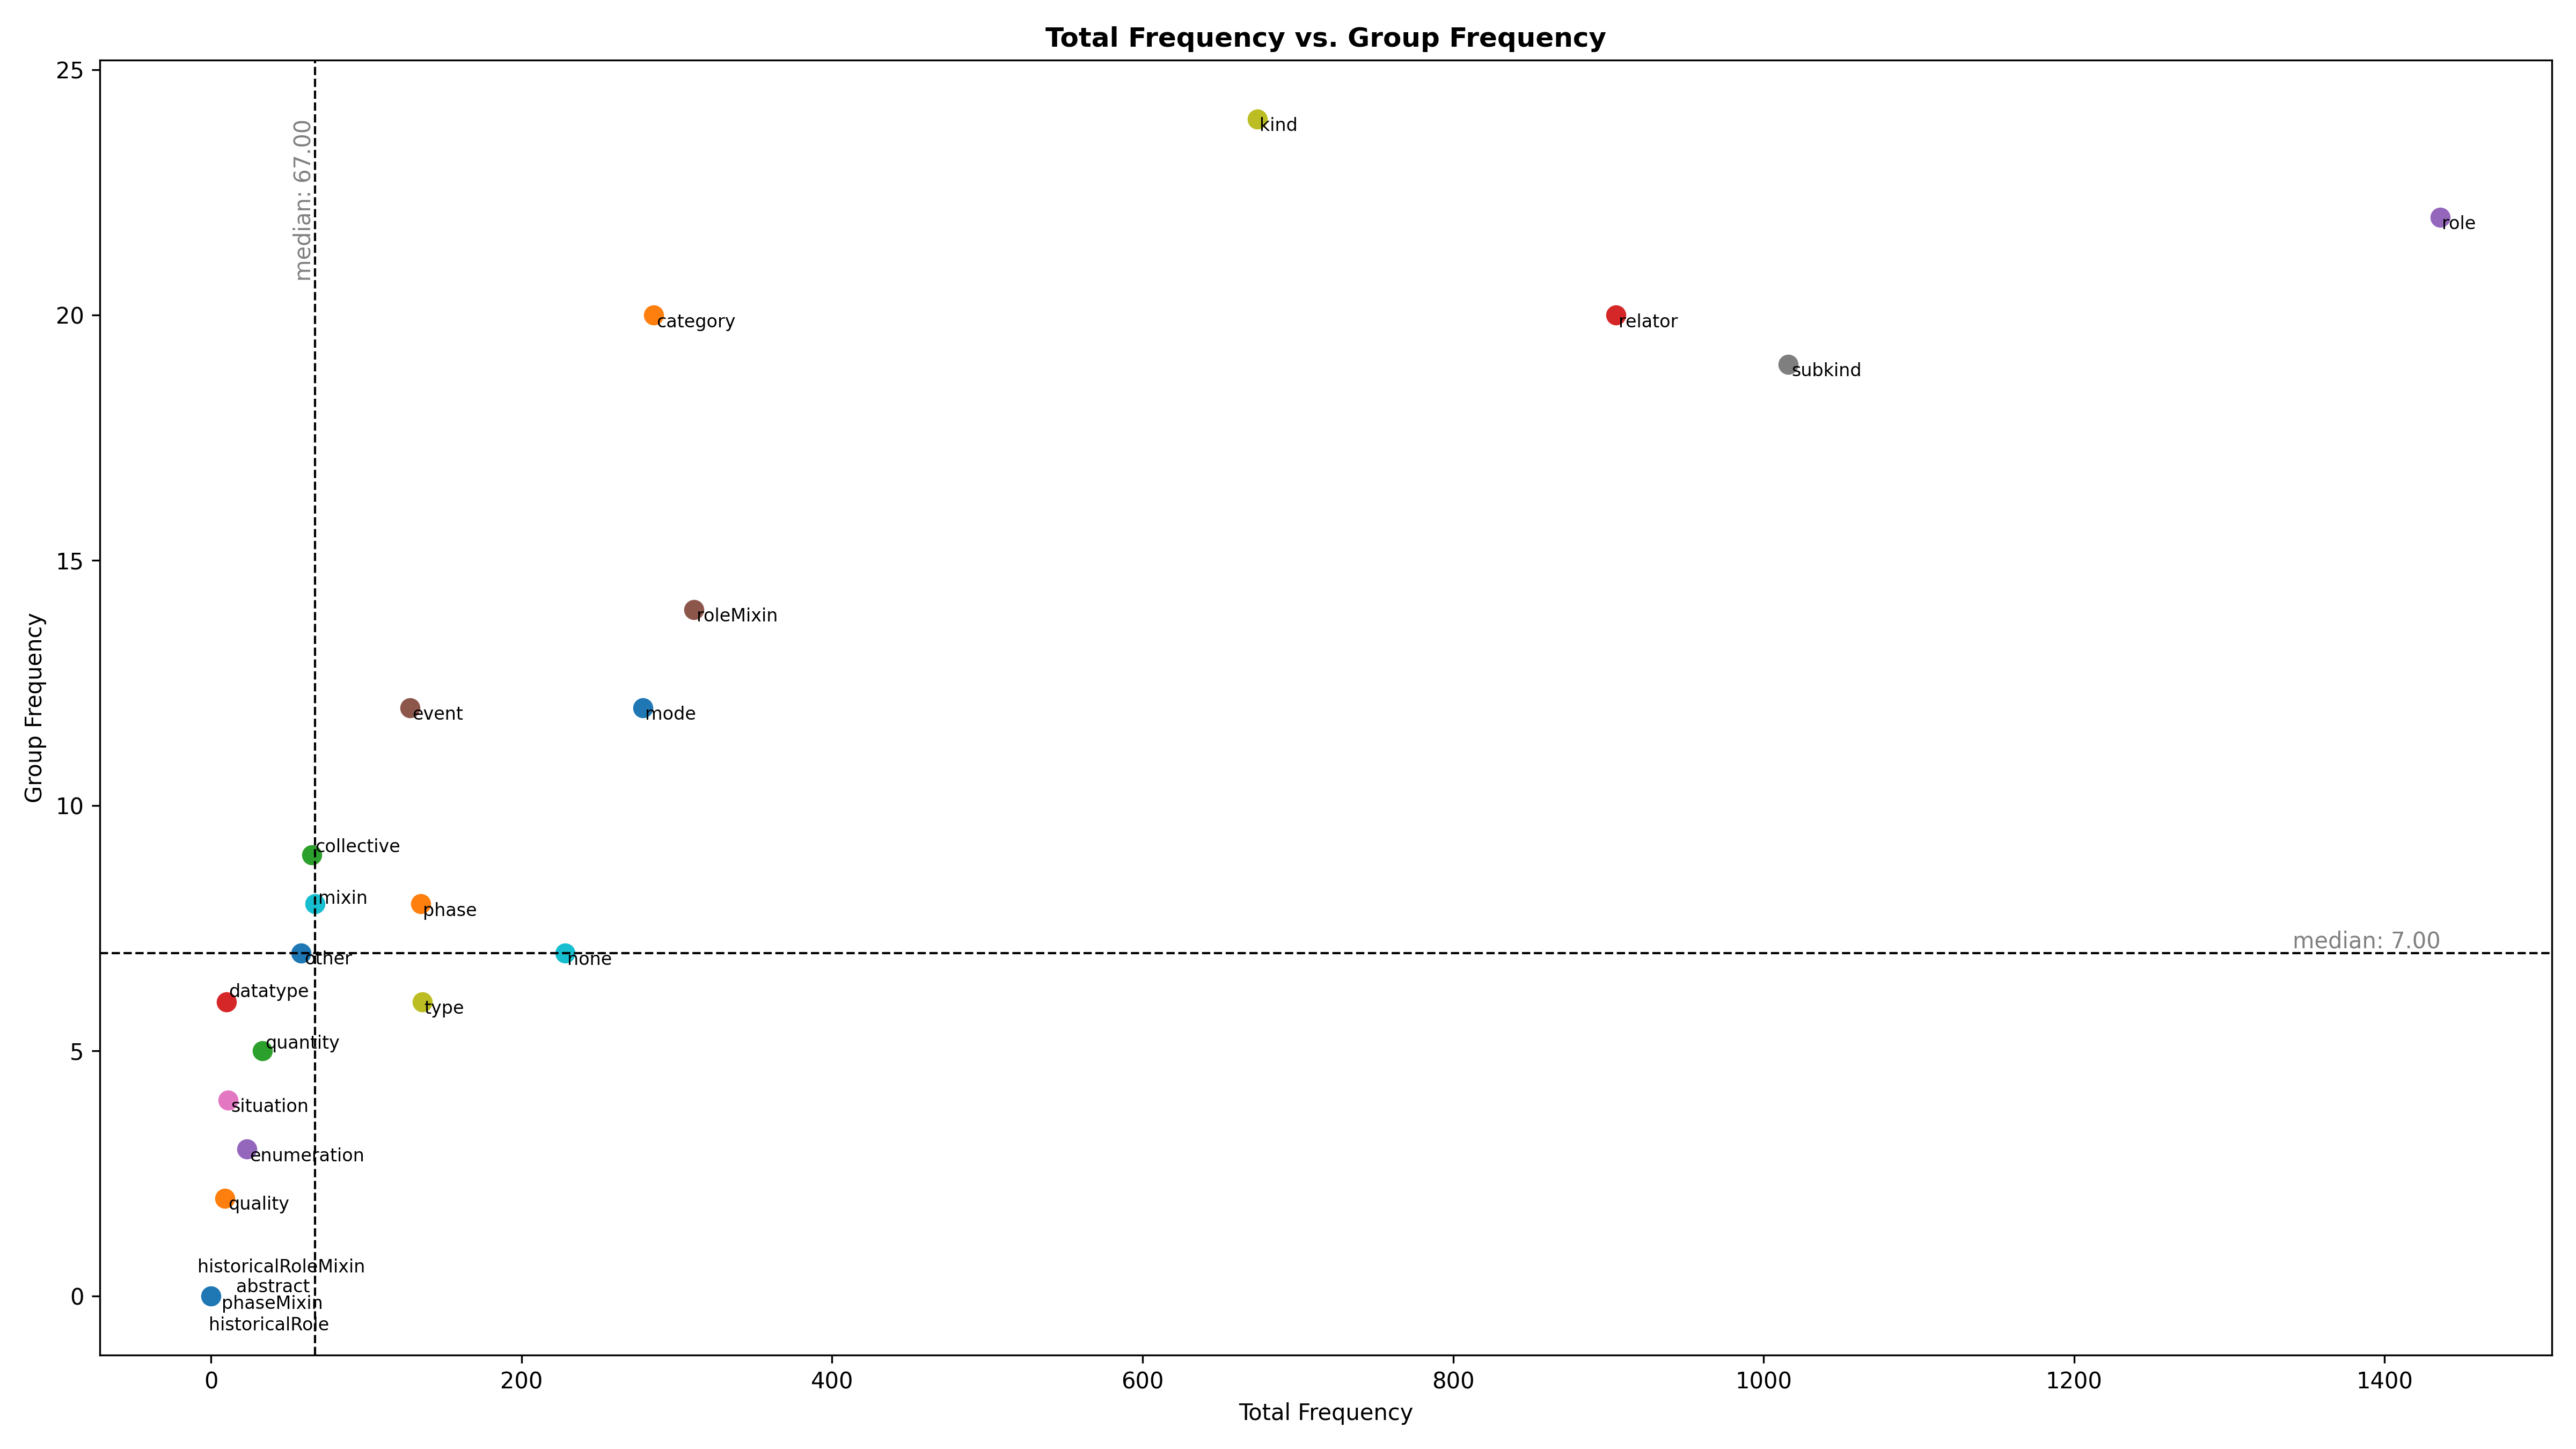 Total Frequency vs. Group Frequency
25
kind
median: 67.00
role
20
category
relator
subkind
15
roleMixin
event
mode
Group Frequency
10
collective
mixin
phase
median: 7.00
other
none
datatype
type
5
quantity
situation
enumeration
quality
historicalRoleMixin
abstract
0
phaseMixin
historicalRole
0 200 400 600 800 1000 1200 1400
Total Frequency